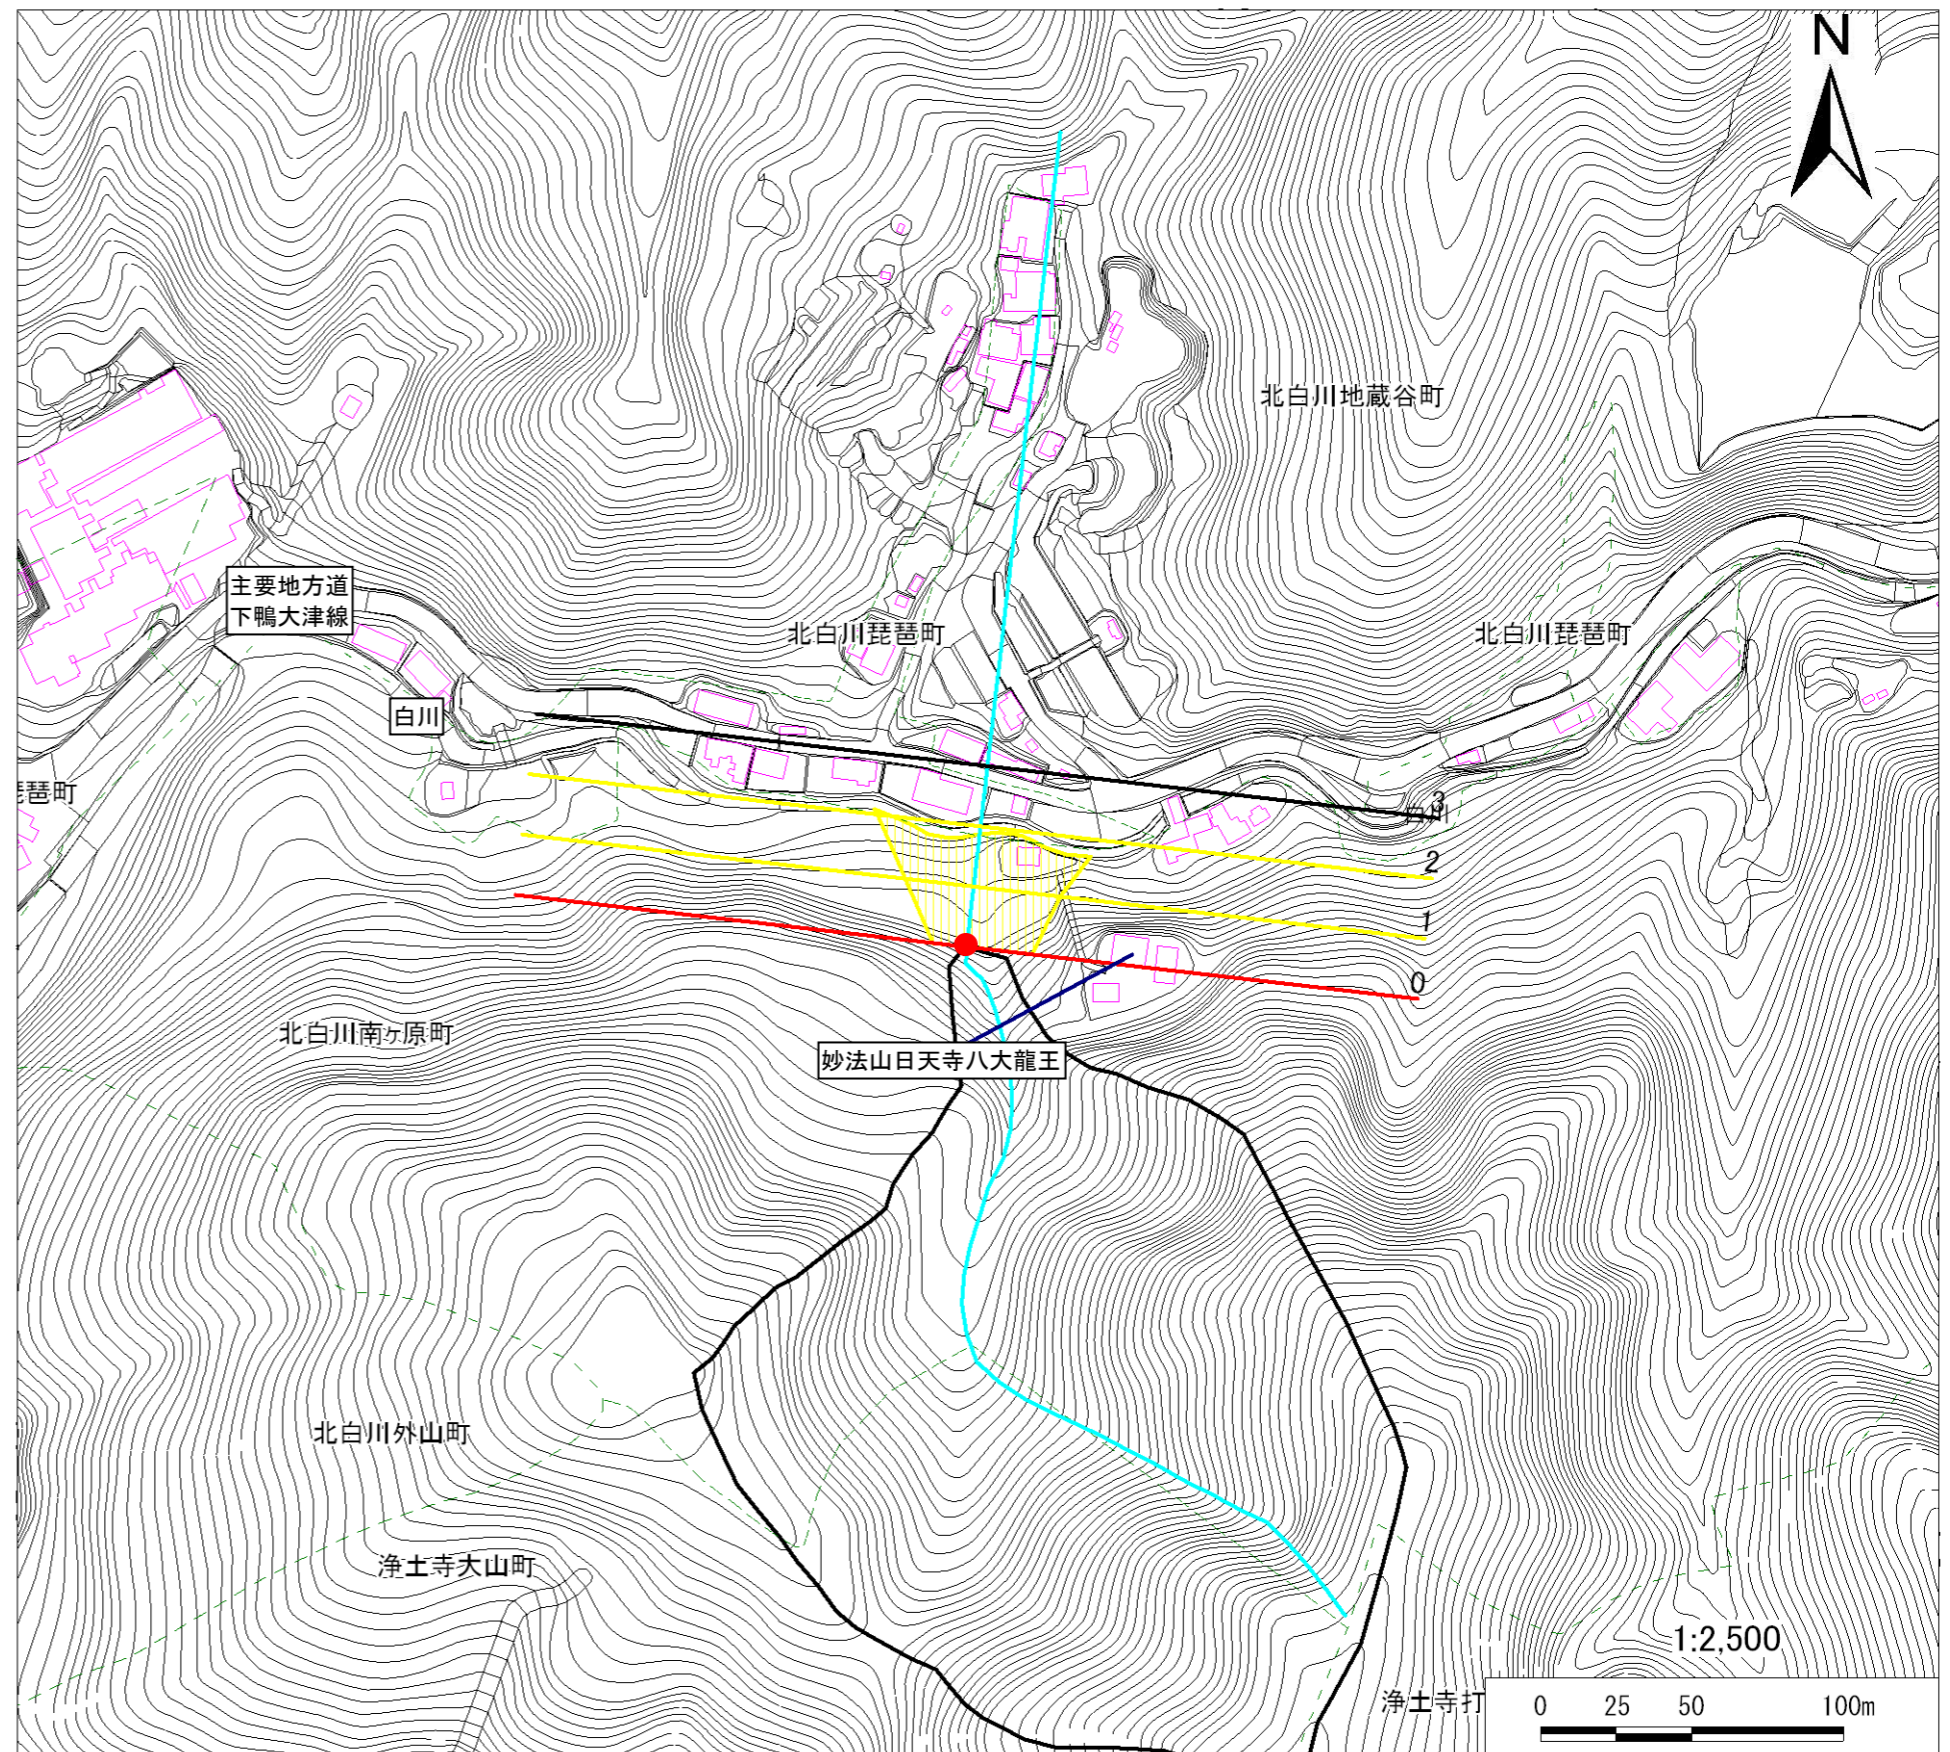 N
北白川地蔵谷町
主要地方道
下鴨大津線
北白川琵琶町
北白川琵琶町
白川
琵琶町
3
白川
2
1
0
北白川南ヶ原町
妙法山日天寺八大龍王
北白川外山町
浄土寺大山町
1:2,500
浄土寺打
0 25 50 100m